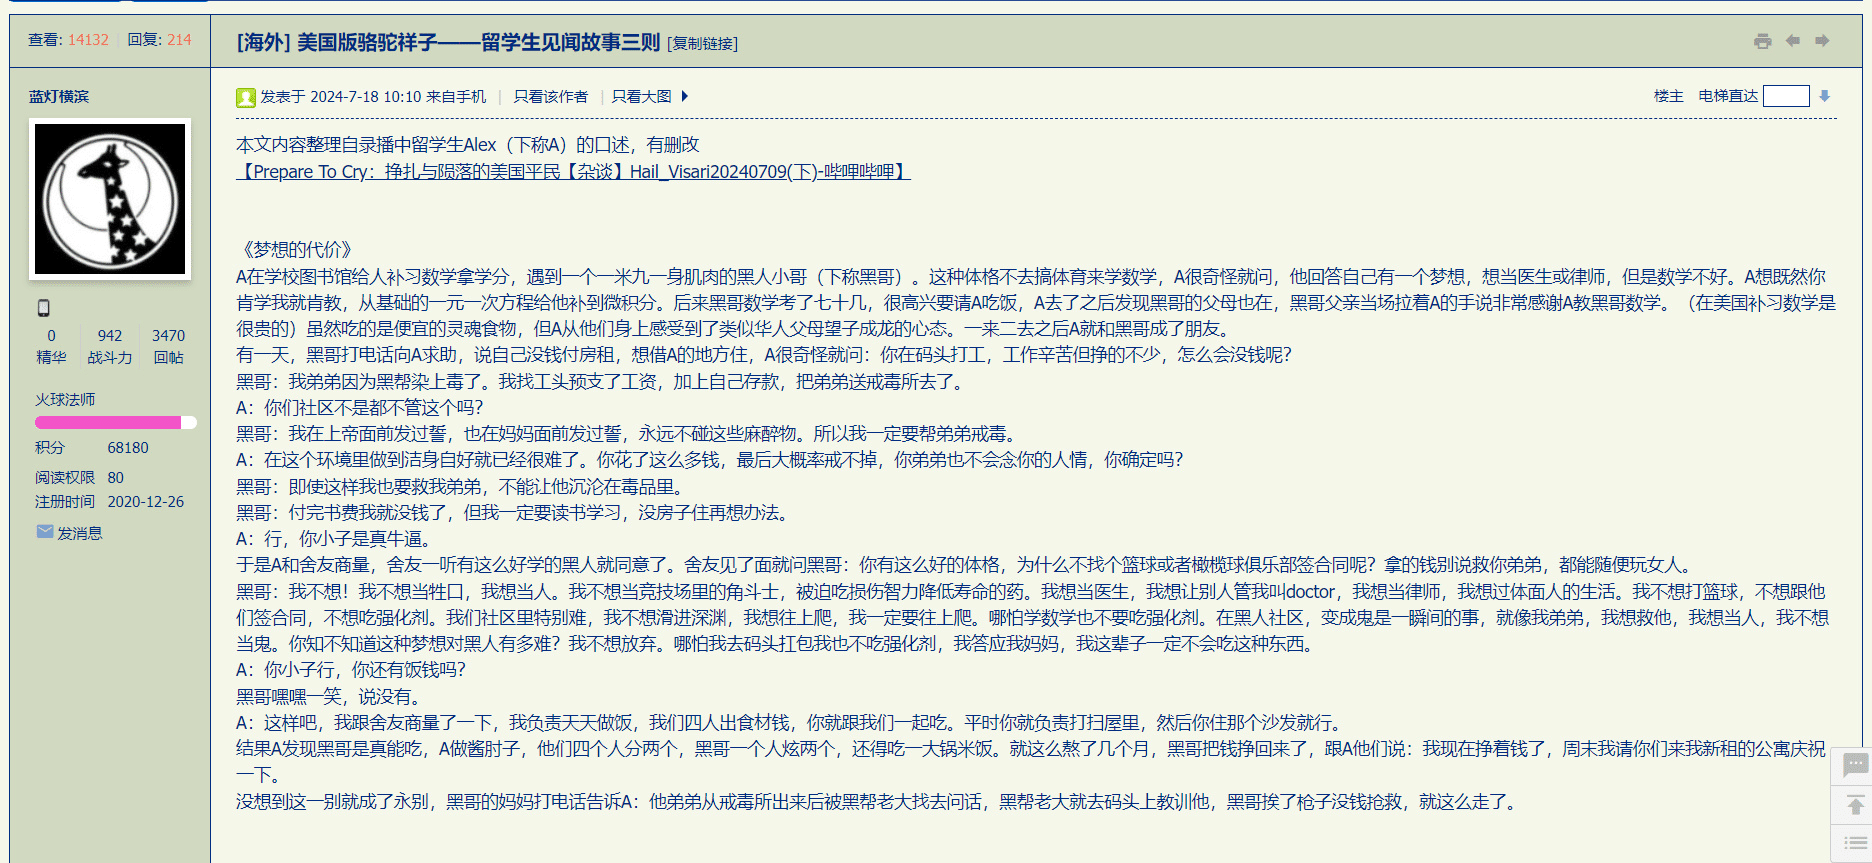 查看: 14132 回复: 214
[海外] 美国版骆驼祥子——留学生见闻故事三则 [复制链接]
蓝灯横滨
0 942 3470
精华 战斗力 回帖
火球法师
积分 68180
阅读权限 80
注册时间 2020-12-26
发消息
发表于 2024-7-18 10:10 来自手机 | 只看该作者 | 只看大图
楼主 电梯直达
本文内容整理自录播中留学生Alex（下称A）的口述，有删改
【Prepare To Cry：挣扎与陨落的美国平民【杂谈】Hail_Visari20240709(下)-哔哩哔哩】
《梦想的代价》
A在学校图书馆给人补习数学拿学分，遇到一个一米九一身肌肉的黑人小哥（下称黑哥）。这种体格不去搞体育来学数学，A很奇怪就问，他回答自己有一个梦想，想当医生或律师，但是数学不好。A想既然你
肯学我就肯教，从基础的一元一次方程给他补到微积分。后来黑哥数学考了七十几，很高兴要请A吃饭，A去了之后发现黑哥的父母也在，黑哥父亲当场拉着A的手说非常感谢A教黑哥数学。（在美国补习数学是
很贵的）虽然吃的是便宜的灵魂食物，但A从他们身上感受到了类似华人父母望子成龙的心态。一来二去之后A就和黑哥成了朋友。
有一天，黑哥打电话向A求助，说自己没钱付房租，想借A的地方住，A很奇怪就问：你在码头打工，工作辛苦但挣的不少，怎么会没钱呢？
黑哥：我弟弟因为黑帮染上毒了。我找工头预支了工资，加上自己存款，把弟弟送戒毒所去了。
A：你们社区不是都不管这个吗？
黑哥：我在上帝面前发过誓，也在妈妈面前发过誓，永远不碰这些麻醉物。所以我一定要帮弟弟戒毒。
A：在这个环境里做到洁身自好就已经很难了。你花了这么多钱，最后大概率戒不掉，你弟弟也不会念你的人情，你确定吗？
黑哥：即使这样我也要救我弟弟，不能让他沉沦在毒品里。
黑哥：付完书费我就没钱了，但我一定要读书学习，没房子住再想办法。
A：行，你小子是真牛逼。
于是A和舍友商量，舍友一听有这么好学的黑人就同意了。舍友见了面就问黑哥：你有这么好的体格，为什么不找个篮球或者橄榄球俱乐部签合同呢？拿的钱别说救你弟弟，都能随便玩女人。
黑哥：我不想！我不想当牲口，我想当人。我不想当竞技场里的角斗士，被迫吃损伤智力降低寿命的药。我想当医生，我想让别人管我叫doctor，我想当律师，我想过体面人的生活。我不想打篮球，不想跟他
们签合同，不想吃强化剂。我们社区里特别难，我不想滑进深渊，我想往上爬，我一定要往上爬。哪怕学数学也不要吃强化剂。在黑人社区，变成鬼是一瞬间的事，就像我弟弟，我想救他，我想当人，我不想
当鬼。你知不知道这种梦想对黑人有多难？我不想放弃。哪怕我去码头扛包我也不吃强化剂，我答应我妈妈，我这辈子一定不会吃这种东西。
A：你小子行，你还有饭钱吗？
黑哥嘿嘿一笑，说没有。
A：这样吧，我跟舍友商量了一下，我负责天天做饭，我们四人出食材钱，你就跟我们一起吃。平时你就负责打扫屋里，然后你住那个沙发就行。
结果A发现黑哥是真能吃，A做酱肘子，他们四个人分两个，黑哥一个人炫两个，还得吃一大锅米饭。就这么熬了几个月，黑哥把钱挣回来了，跟A他们说：我现在挣着钱了，周末我请你们来我新租的公寓庆祝
一下。
没想到这一别就成了永别，黑哥的妈妈打电话告诉A：他弟弟从戒毒所出来后被黑帮老大找去问话，黑帮老大就去码头上教训他，黑哥挨了枪子没钱抢救，就这么走了。